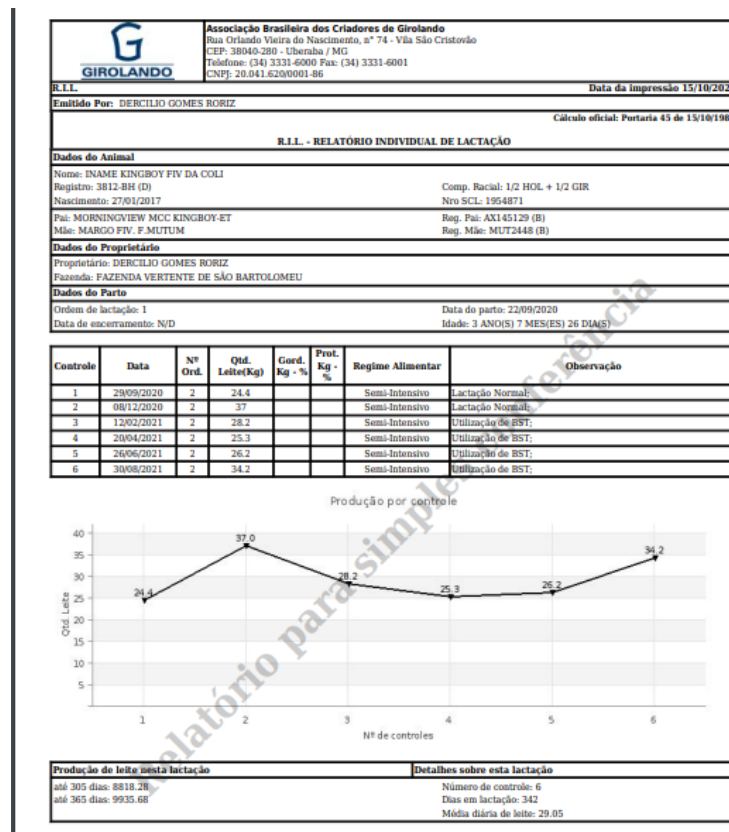 GIROLANDO
Associação Brasileira dos Criadores de Girolando
Rua Orlando Vieira do Nascimento, n° 74 - Vila São Cristovão
CEP: 38040-280 - Uberaba / MG
Telefone: (34) 3331-6000 Fax: (34) 3331-6001
CNPJ: 20.041.620/0001-86
R.I.L. Data da impressão 15/10/202
Emitido Por: DERCILIO GOMES RORIZ
Cálculo oficial: Portaria 45 de 15/10/198
R.I.L. - RELATÓRIO INDIVIDUAL DE LACTAÇÃO
Dados do Animal
Nome: INAME KINGBOY FIV DA COLI
Registro: 3812-BH (D) Comp. Racial: 1/2 HOL + 1/2 GIR
Nascimento: 27/01/2017 Nro SCL: 1954871
Pai: MORNINGVIEW MCC KINGBOY-ET Reg. Pai: AX145129 (B)
Mãe: MARGO FIV. F.MUTUM Reg. Mãe: MUT2448 (B)
Dados do Proprietário
Proprietário: DERCILIO GOMES RORIZ
Fazenda: FAZENDA VERTENTE DE SÃO BARTOLOMEU
Dados do Parto
Ordem de lactação: 1 Data do parto: 22/09/2020
Data de encerramento: N/D Idade: 3 ANO(S) 7 MES(ES) 26 DIA(S)
Controle Data Nº Ord. Qtd. Leite(Kg) Gord. Kg - % Prot. Kg - % Regime Alimentar Observação
1 29/09/2020 2 24.4 Semi-Intensivo Lactação Normal;
2 08/12/2020 2 37 Semi-Intensivo Lactação Normal;
3 12/02/2021 2 28.2 Semi-Intensivo Utilização de BST;
4 20/04/2021 2 25.3 Semi-Intensivo Utilização de BST;
5 26/06/2021 2 26.2 Semi-Intensivo Utilização de BST;
6 30/08/2021 2 34.2 Semi-Intensivo Utilização de BST;
Relatório para simples conferência
Produção por controle
Qtd. Leite
40
35
30
25
20
15
10
5
24.4 37.0 28.2 25.3 26.2 34.2
1 2 3 4 5 6
Nº de controles
Produção de leite nesta lactação Detalhes sobre esta lactação
até 305 dias: 8818.28 Número de controle: 6
até 365 dias: 9935.68 Dias em lactação: 342
Média diária de leite: 29.05